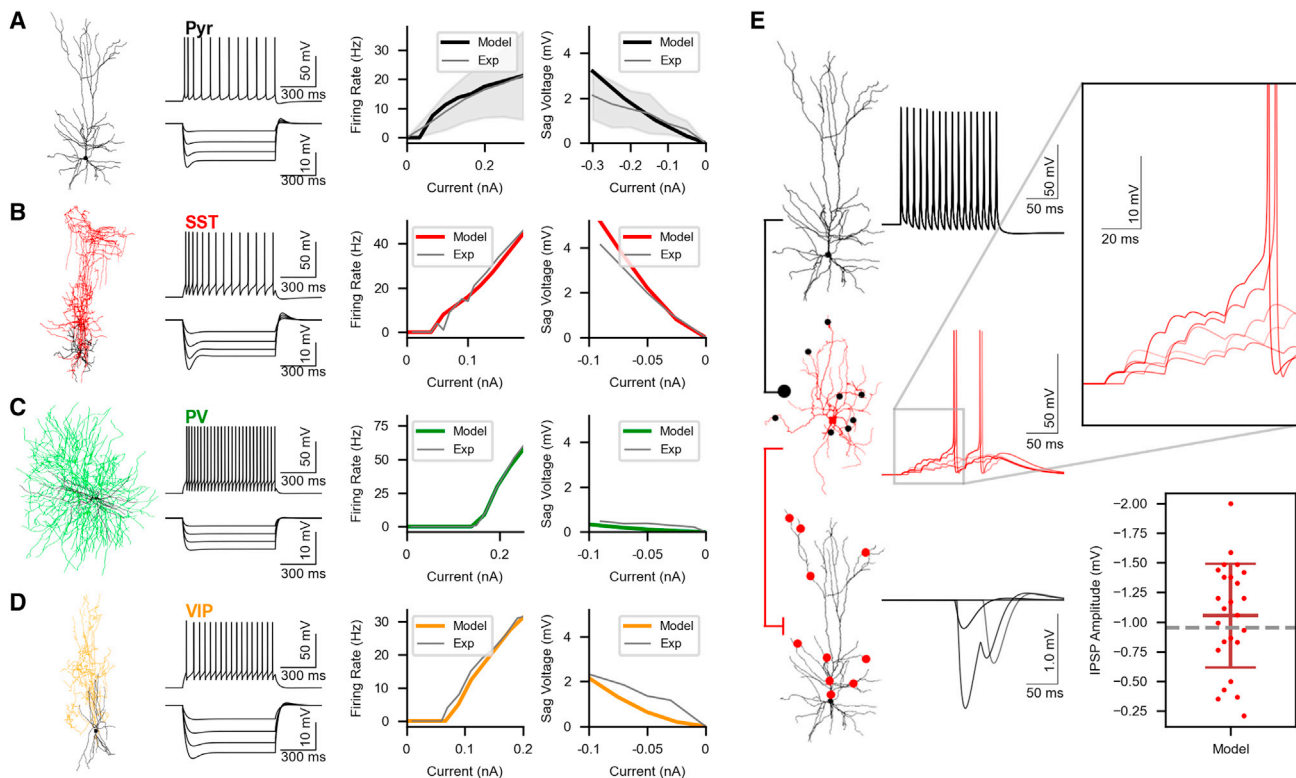 A
Pyr
50 mV
300 ms
10 mV
300 ms
Firing Rate (Hz)
30
20
10
0
0
0.2
Current (nA)
Model
Exp
Sag Voltage (mV)
4
2
0
-0.3
-0.2
-0.1
0
Current (nA)
Model
Exp
B
SST
50 mV
300 ms
10 mV
300 ms
Firing Rate (Hz)
40
20
0
0
0.1
Current (nA)
Model
Exp
Sag Voltage (mV)
4
2
0
-0.1
-0.05
0
Current (nA)
Model
Exp
C
PV
50 mV
300 ms
10 mV
300 ms
Firing Rate (Hz)
75
50
25
0
0
0.2
Current (nA)
Model
Exp
Sag Voltage (mV)
4
2
0
-0.1
-0.05
0
Current (nA)
Model
Exp
D
VIP
50 mV
300 ms
10 mV
300 ms
Firing Rate (Hz)
30
20
10
0
0
0.1
0.2
Current (nA)
Model
Exp
Sag Voltage (mV)
4
2
0
-0.1
-0.05
0
Current (nA)
Model
Exp
E
50 mV
50 ms
10 mV
20 ms
50 mV
50 ms
1.0 mV
50 ms
IPSP Amplitude (mV)
−2.00
−1.75
−1.50
−1.25
−1.00
−0.75
−0.50
−0.25
Model